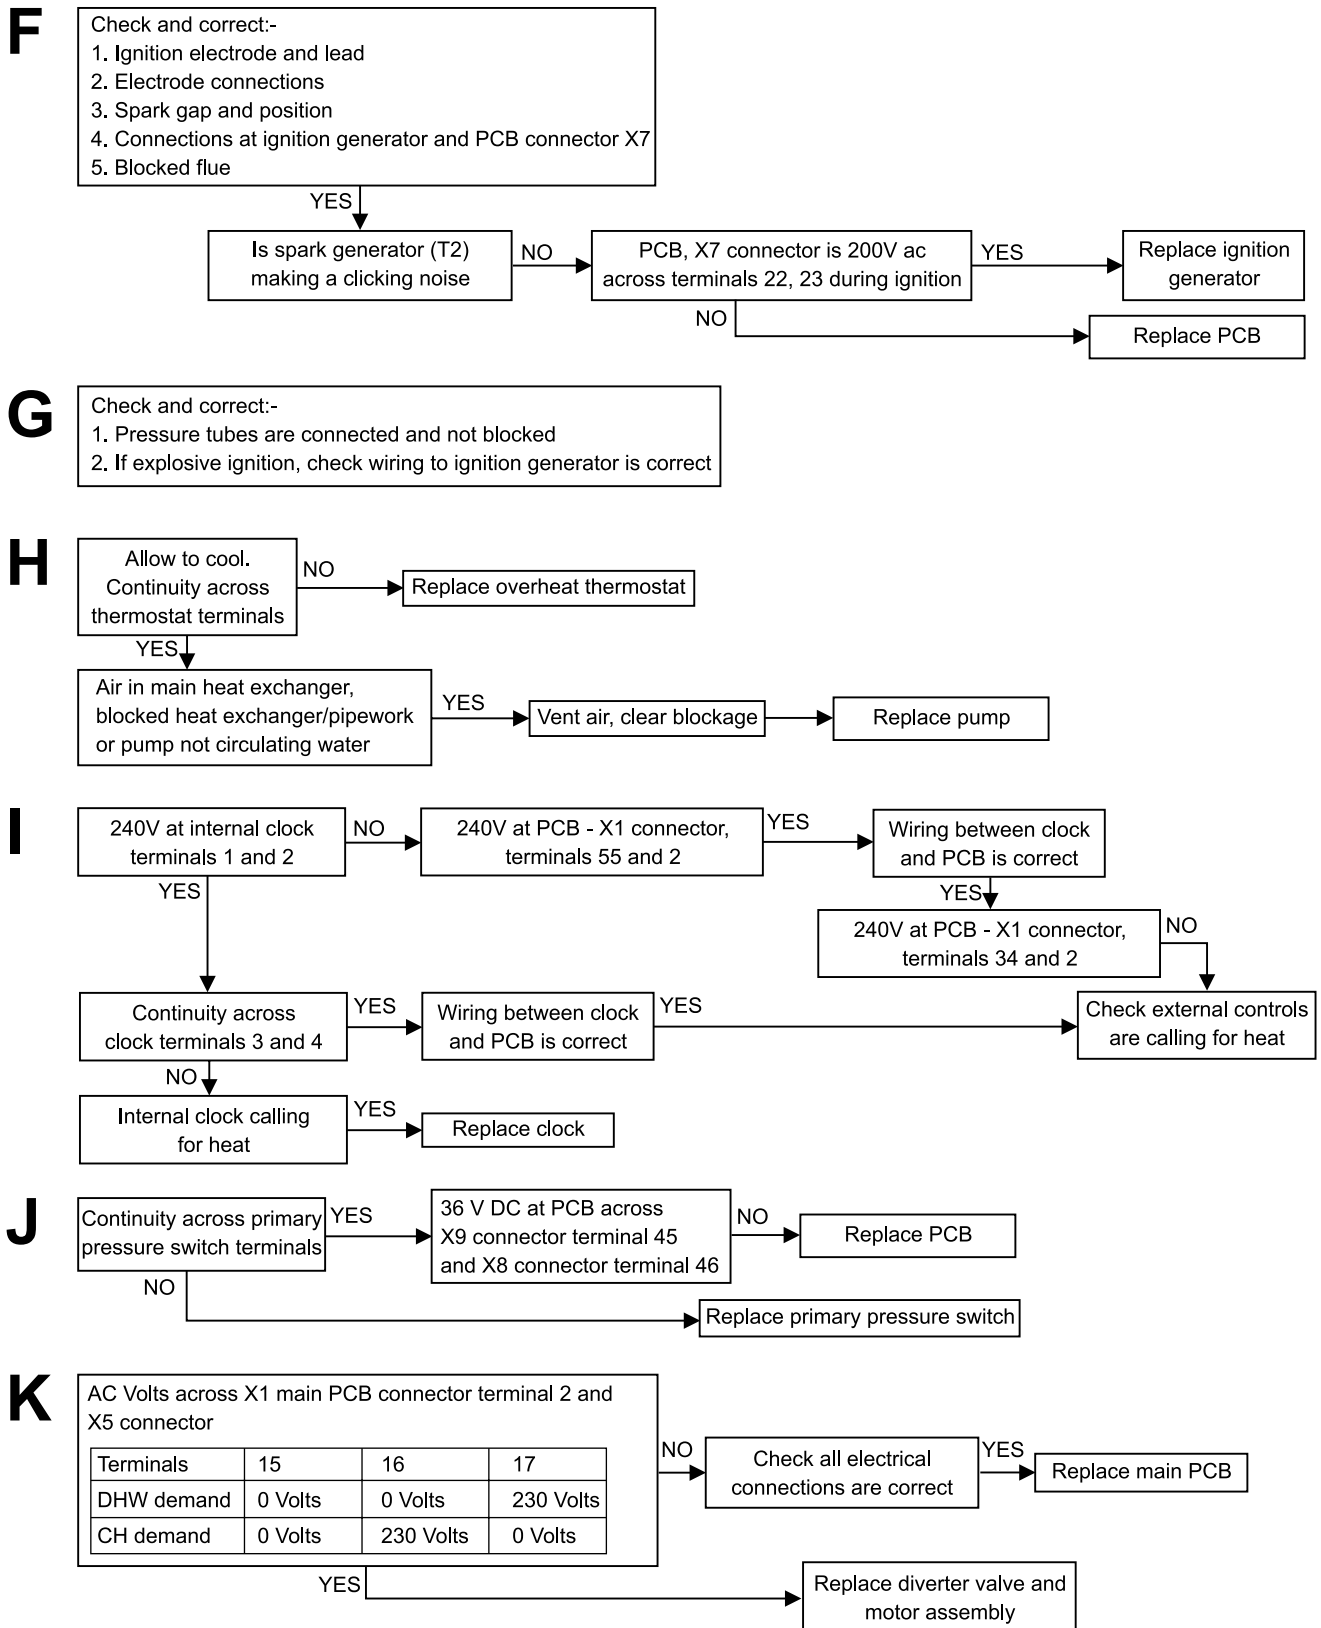 F
Check and correct:-
1. Ignition electrode and lead
2. Electrode connections
3. Spark gap and position
4. Connections at ignition generator and PCB connector X7
5. Blocked flue
YES
Is spark generator (T2)
making a clicking noise
NO
PCB, X7 connector is 200V ac
across terminals 22, 23 during ignition
YES
Replace ignition
generator
NO
Replace PCB
G
Check and correct:-
1. Pressure tubes are connected and not blocked
2. If explosive ignition, check wiring to ignition generator is correct
H
Allow to cool.
Continuity across
thermostat terminals
NO
Replace overheat thermostat
YES
Air in main heat exchanger,
blocked heat exchanger/pipework
or pump not circulating water
YES
Vent air, clear blockage
Replace pump
I
240V at internal clock
terminals 1 and 2
NO
240V at PCB - X1 connector,
terminals 55 and 2
YES
Wiring between clock
and PCB is correct
YES
YES
240V at PCB - X1 connector,
terminals 34 and 2
NO
Continuity across
clock terminals 3 and 4
YES
Wiring between clock
and PCB is correct
YES
Check external controls
are calling for heat
NO
Internal clock calling
for heat
YES
Replace clock
J
Continuity across primary
pressure switch terminals
YES
36 V DC at PCB across
X9 connector terminal 45
and X8 connector terminal 46
NO
Replace PCB
NO
Replace primary pressure switch
K
AC Volts across X1 main PCB connector terminal 2 and
X5 connector
Terminals 15 16 17
DHW demand 0 Volts 0 Volts 230 Volts
CH demand 0 Volts 230 Volts 0 Volts
NO
Check all electrical
connections are correct
YES
Replace main PCB
YES
Replace diverter valve and
motor assembly